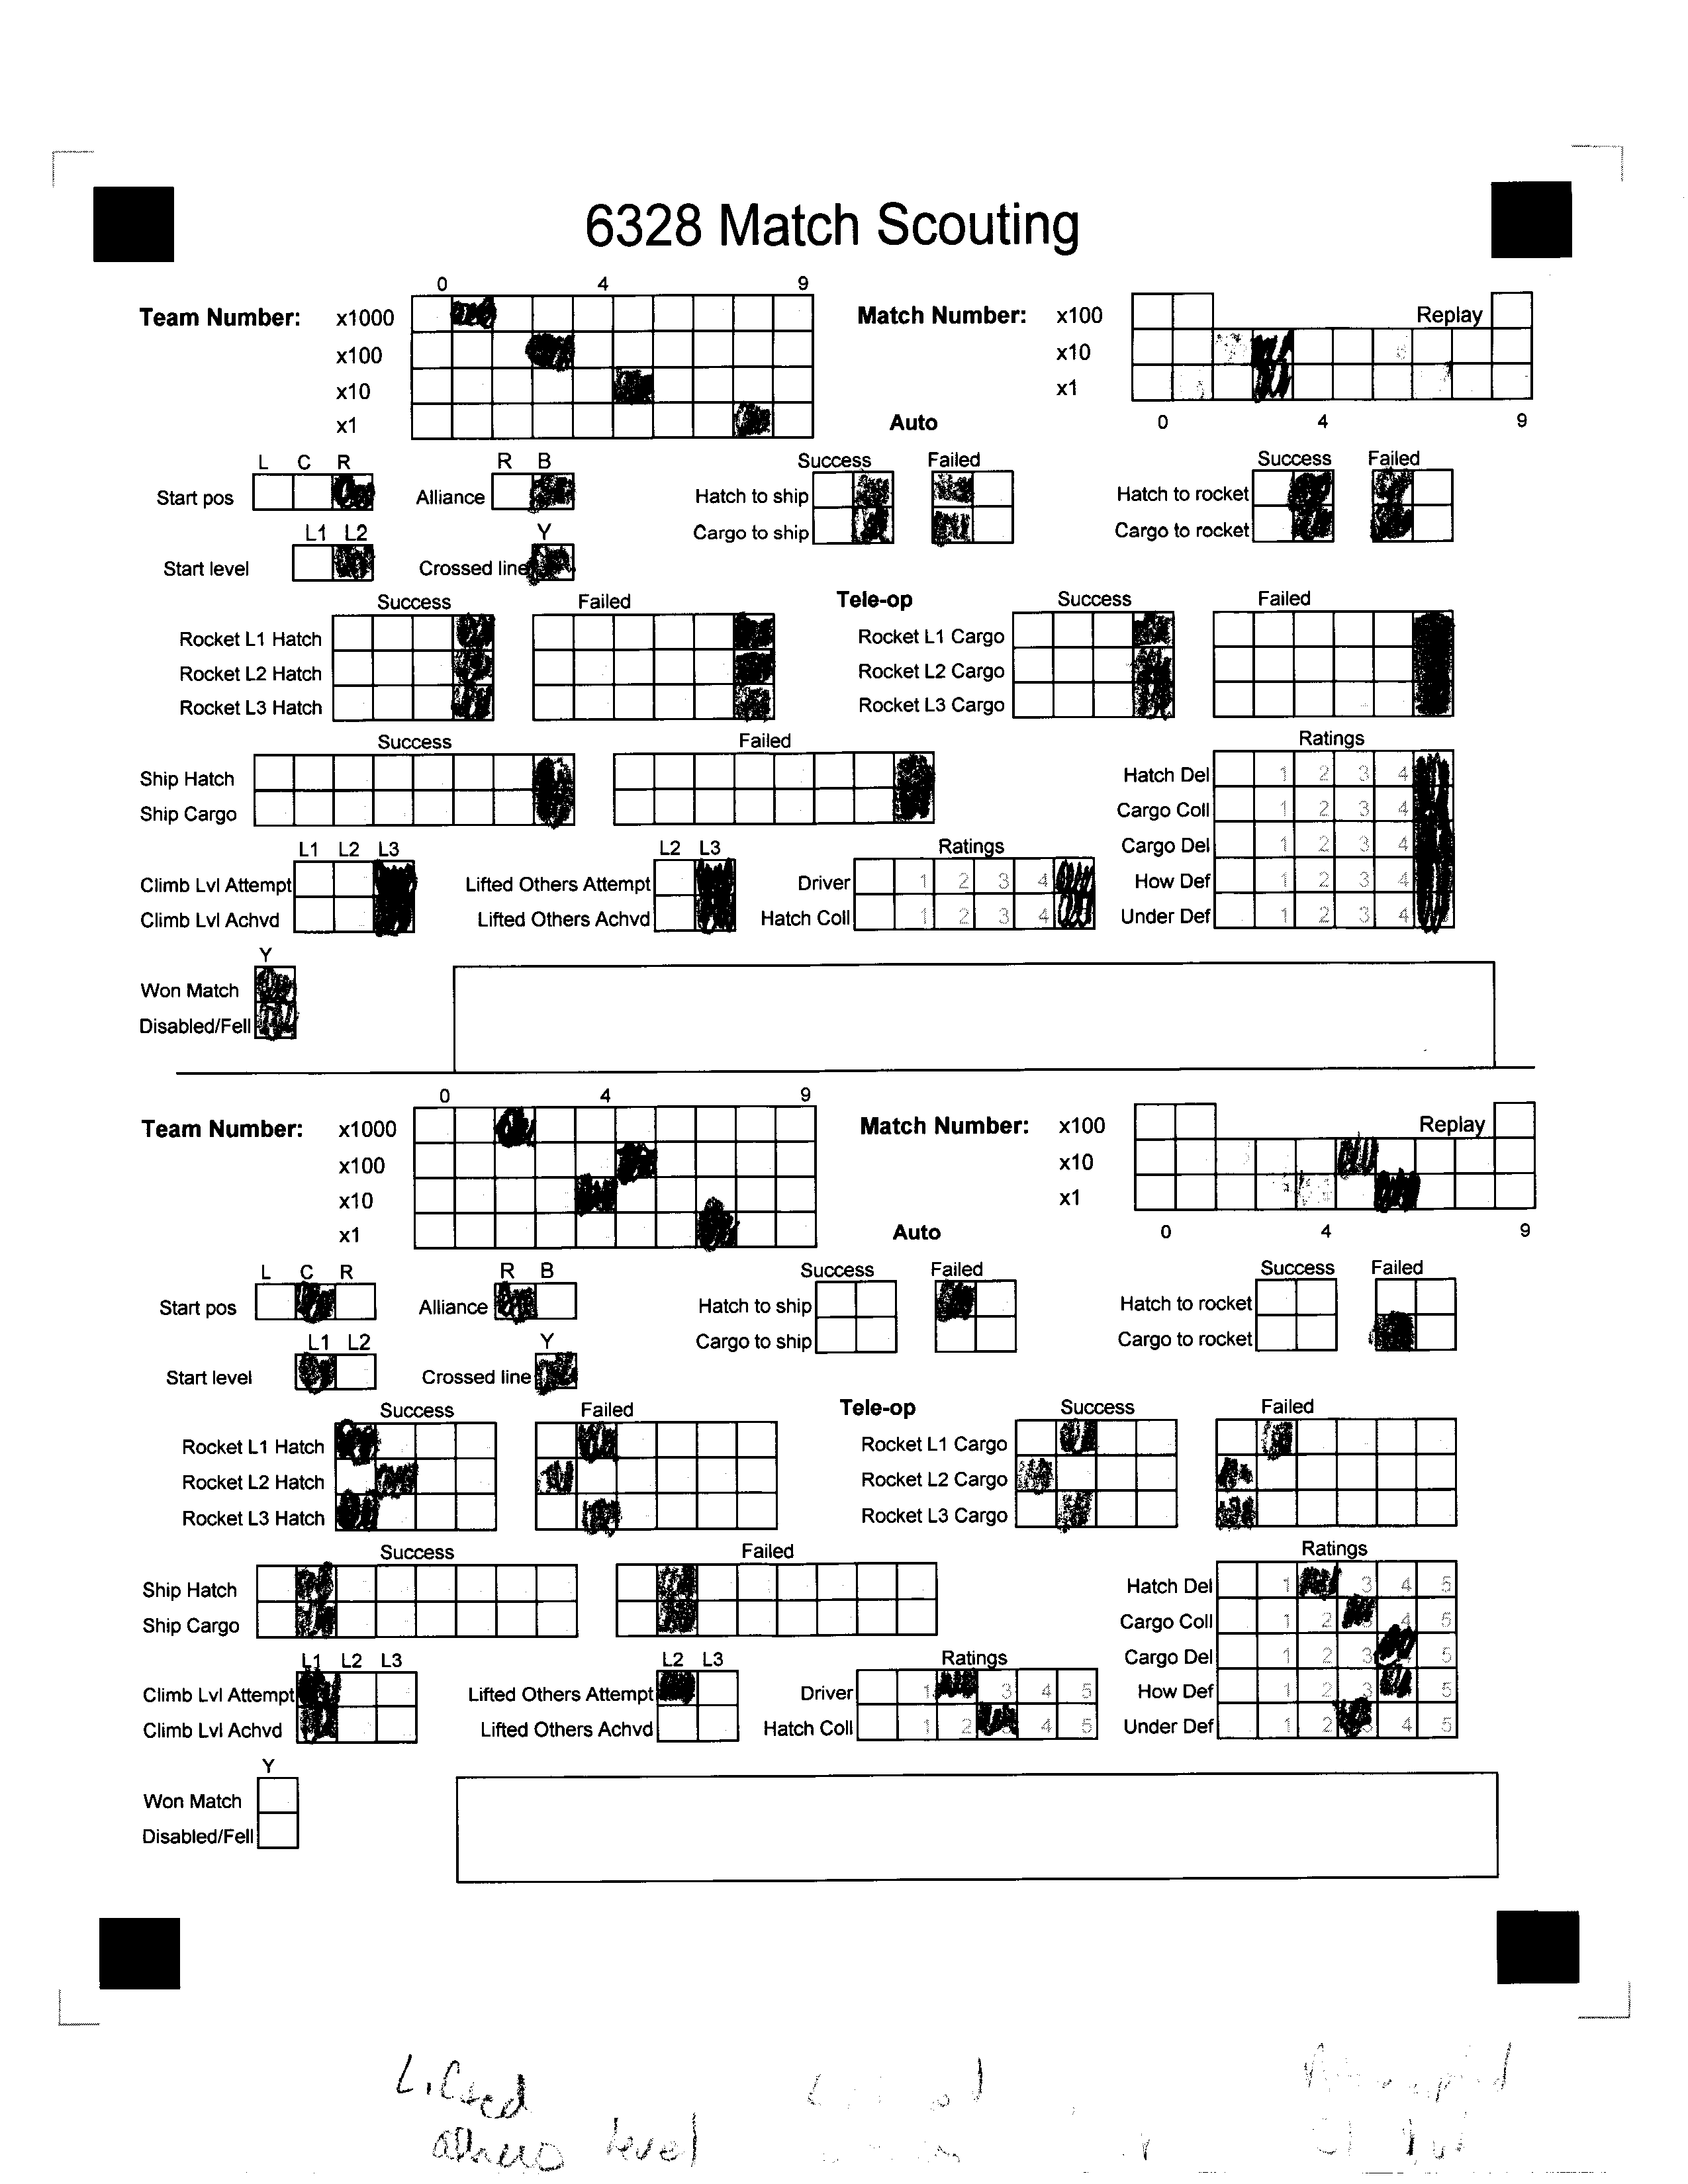 6328 Match Scouting
0 4 9
Team Number: x1000 Match Number: x100 Replay
x100 x10
x10 x1
x1 Auto 0 4 9
L C R R B Success Failed Success Failed
Start pos Alliance Hatch to ship Hatch to rocket
L1 L2 Y Cargo to ship Cargo to rocket
Start level Crossed line
Success Failed Tele-op Success Failed
Rocket L1 Hatch Rocket L1 Cargo
Rocket L2 Hatch Rocket L2 Cargo
Rocket L3 Hatch Rocket L3 Cargo
Success Failed Ratings
Ship Hatch Hatch Del 1 2 3 4
Ship Cargo Cargo Coll 1 2 3 4
L1 L2 L3 L2 L3 Ratings Cargo Del 1 2 3 4
Climb Lvl Attempt Lifted Others Attempt Driver 1 2 3 4 How Def 1 2 3 4
Climb Lvl Achvd Lifted Others Achvd Hatch Coll 1 2 3 4 Under Def 1 2 3 4
Y
Won Match
Disabled/Fell
0 4 9
Team Number: x1000 Match Number: x100 Replay
x100 x10
x10 x1
x1 Auto 0 4 9
L C R R B Success Failed Success Failed
Start pos Alliance Hatch to ship Hatch to rocket
L1 L2 Y Cargo to ship Cargo to rocket
Start level Crossed line
Success Failed Tele-op Success Failed
Rocket L1 Hatch Rocket L1 Cargo
Rocket L2 Hatch Rocket L2 Cargo
Rocket L3 Hatch Rocket L3 Cargo
Success Failed Ratings
Ship Hatch Hatch Del 1 3 4 5
Ship Cargo Cargo Coll 1 2 4 5
L1 L2 L3 L2 L3 Ratings Cargo Del 1 2 3 5
Climb Lvl Attempt Lifted Others Attempt Driver 1 3 4 5 How Def 1 2 3 5
Climb Lvl Achvd Lifted Others Achvd Hatch Coll 1 2 4 5 Under Def 1 2 4 5
Y
Won Match
Disabled/Fell
Lifted
level